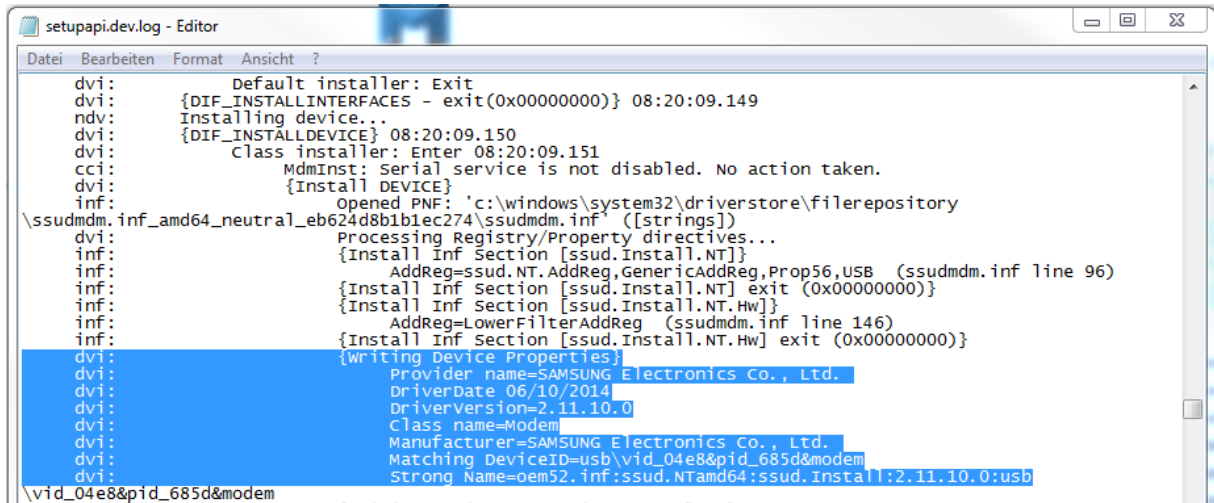 setupapi.dev.log - Editor
Datei Bearbeiten Format Ansicht ?
dvi: Default installer: Exit
dvi: {DIF_INSTALLINTERFACES - exit(0x00000000)} 08:20:09.149
ndv: Installing device...
dvi: {DIF_INSTALLDEVICE} 08:20:09.150
dvi: Class installer: Enter 08:20:09.151
cci: MdmInst: Serial service is not disabled. No action taken.
dvi: {Install DEVICE}
inf: Opened PNF: 'c:\windows\system32\driverstore\filerepository
\ssudmdm.inf_amd64_neutral_eb624d8b1b1ec274\ssudmdm.inf' ([strings])
dvi: Processing Registry/Property directives...
inf: {Install Inf Section [ssud.Install.NT]}
inf: AddReg=ssud.NT.AddReg,GenericAddReg,Prop56,USB (ssudmdm.inf line 96)
inf: {Install Inf Section [ssud.Install.NT] exit (0x00000000)}
inf: {Install Inf Section [ssud.Install.NT.Hw]}
inf: AddReg=LowerFilterAddReg (ssudmdm.inf line 146)
inf: {Install Inf Section [ssud.Install.NT.Hw] exit (0x00000000)}
dvi: {Writing Device Properties}
dvi: Provider name=SAMSUNG Electronics Co., Ltd.
dvi: DriverDate 06/10/2014
dvi: DriverVersion=2.11.10.0
dvi: Class name=Modem
dvi: Manufacturer=SAMSUNG Electronics Co., Ltd.
dvi: Matching DeviceID=usb\vid_04e8&pid_685d&modem
dvi: Strong Name=oem52.inf:ssud.NTamd64:ssud.Install:2.11.10.0:usb
\vid_04e8&pid_685d&modem